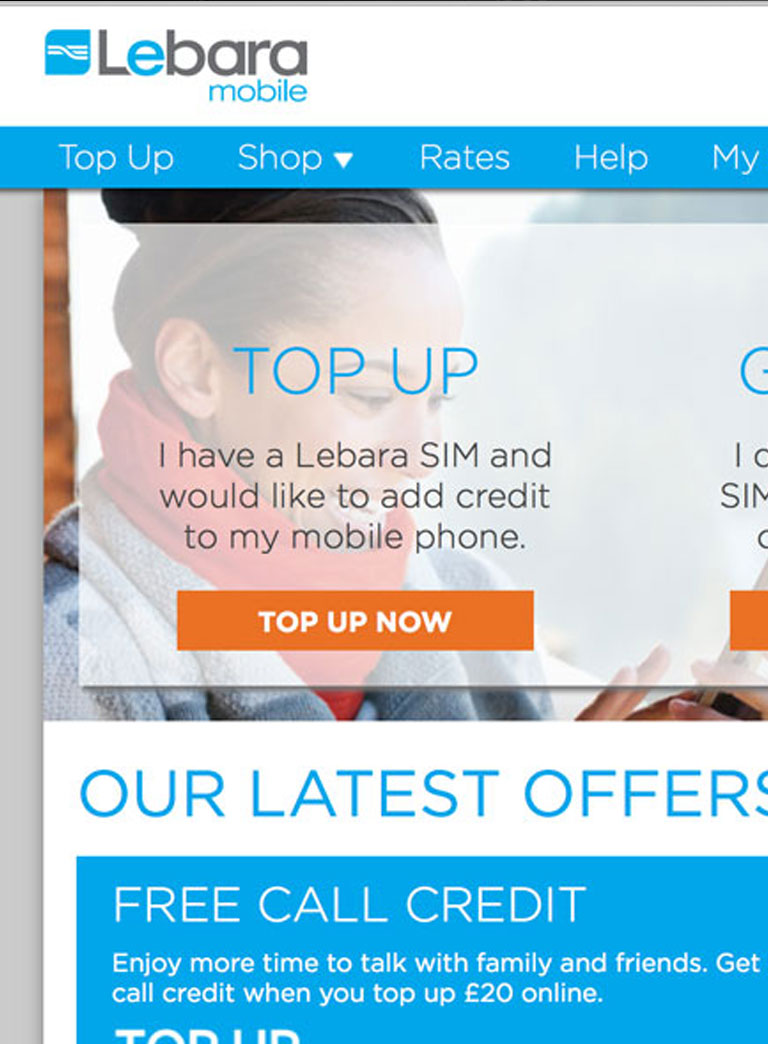 Lebara
mobile
Top Up Shop Rates Help My
TOP UP
I have a Lebara SIM and
would like to add credit
to my mobile phone.
TOP UP NOW
G
I
SIM
OUR LATEST OFFERS
FREE CALL CREDIT
Enjoy more time to talk with family and friends. Get
call credit when you top up £20 online.
TOP UP